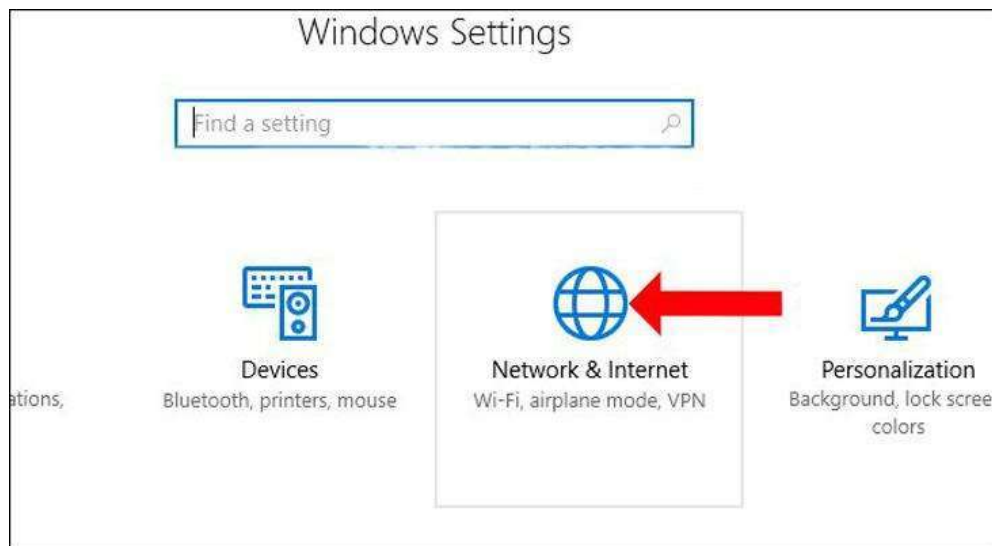 Windows Settings
Find a setting
Devices
Bluetooth, printers, mouse
Network & Internet
Wi-Fi, airplane mode, VPN
Personalization
Background, lock scree
colors
ations,